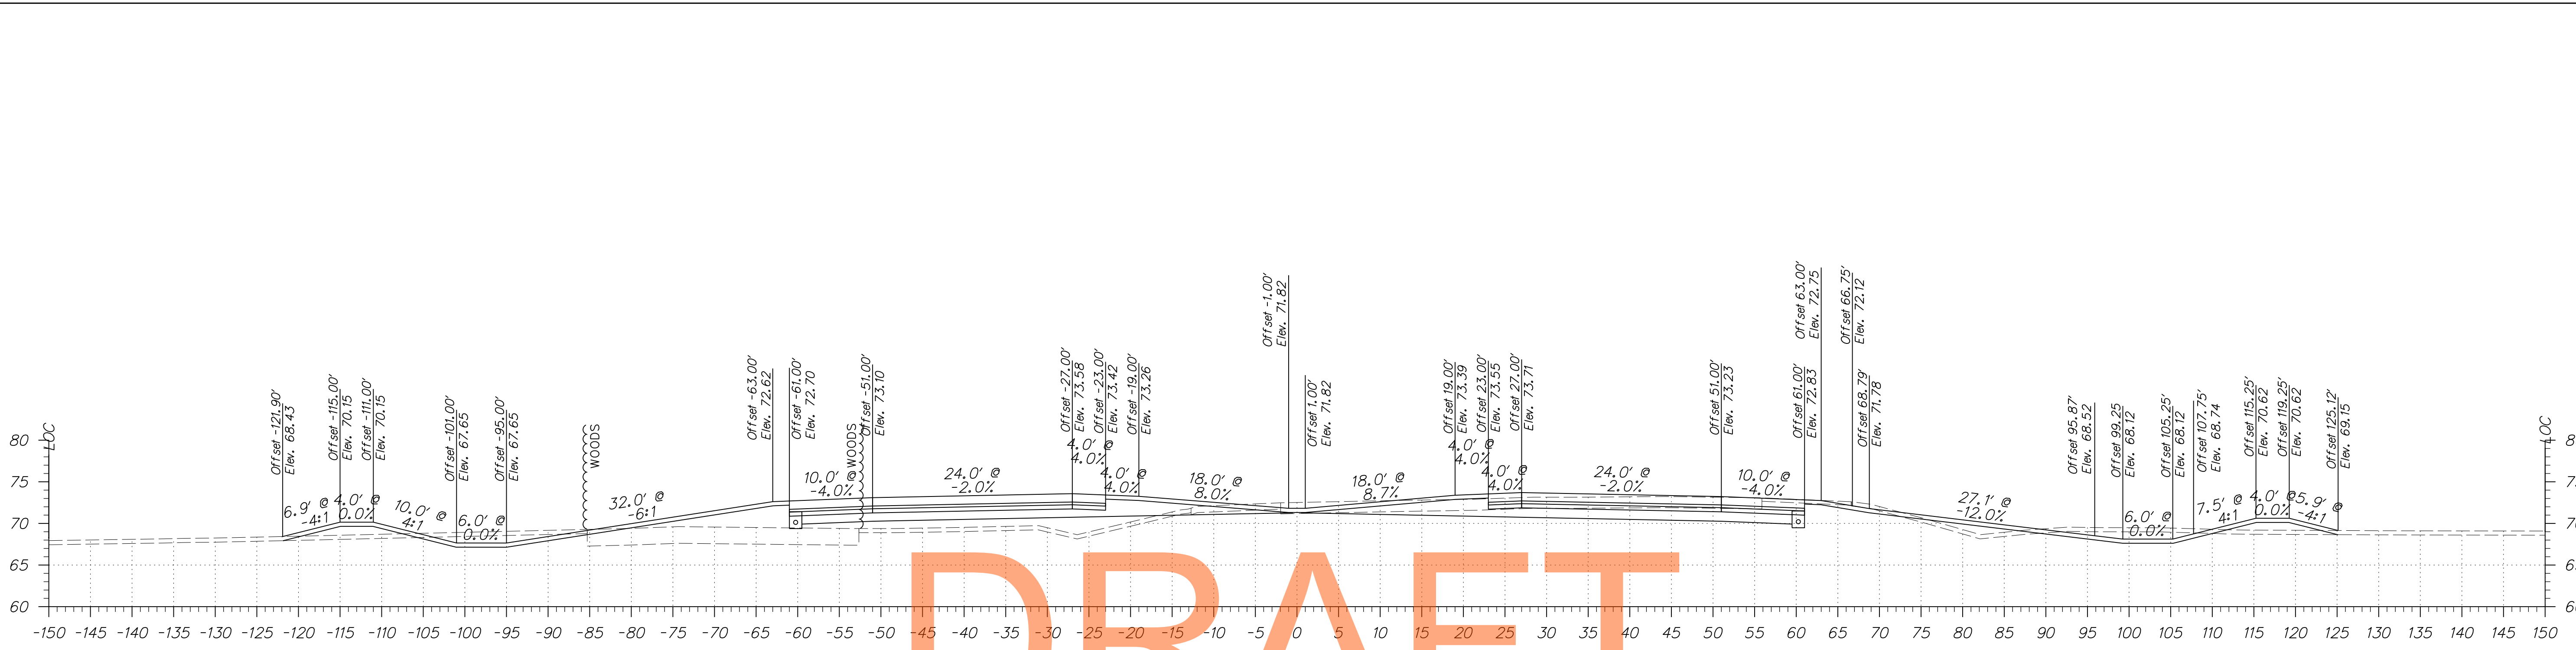 Offset -121.90'
Elev. 68.43
Offset -115.00'
Elev. 70.15
Offset -111.00'
Elev. 70.15
Offset -101.00'
Elev. 67.65
Offset -95.00'
Elev. 67.65
WOODS
Offset -63.00'
Elev. 72.62
Offset -61.00'
Elev. 72.70
WOODS
Offset -51.00'
Elev. 73.10
Offset -27.00'
Elev. 73.58
Offset -23.00'
Elev. 73.42
Offset -19.00'
Elev. 73.26
Offset -1.00'
Elev. 71.82
Offset 1.00'
Elev. 71.82
Offset 19.00'
Elev. 73.39
Offset 23.00'
Elev. 73.55
Offset 27.00'
Elev. 73.71
Offset 51.00'
Elev. 73.23
Offset 61.00'
Elev. 72.83
Offset 63.00'
Elev. 72.75
Offset 66.75'
Elev. 72.12
Offset 68.79'
Elev. 71.78
Offset 95.87'
Elev. 68.52
Offset 99.25
Elev. 68.12
Offset 105.25'
Elev. 68.12
Offset 107.75'
Elev. 68.74
Offset 115.25'
Elev. 70.62
Offset 119.25'
Elev. 70.62
Offset 125.12'
Elev. 69.15
LOC
LOC
6.9' @
-4:1
4.0' @
0.0%
10.0' @
4:1
6.0' @
0.0%
32.0' @
-6:1
10.0' @
-4.0%
24.0' @
-2.0%
4.0' @
4.0%
4.0' @
4.0%
18.0' @
8.0%
18.0' @
8.7%
4.0' @
4.0%
4.0' @
4.0%
24.0' @
-2.0%
10.0' @
-4.0%
27.1' @
-12.0%
6.0' @
0.0%
7.5' @
4:1
4.0' @
0.0%
5.9' @
-4:1
80
75
70
65
60
DRAFT
-150 -145 -140 -135 -130 -125 -120 -115 -110 -105 -100 -95 -90 -85 -80 -75 -70 -65 -60 -55 -50 -45 -40 -35 -30 -25 -20 -15 -10 -5 0 5 10 15 20 25 30 35 40 45 50 55 60 65 70 75 80 85 90 95 100 105 110 115 120 125 130 135 140 145 150